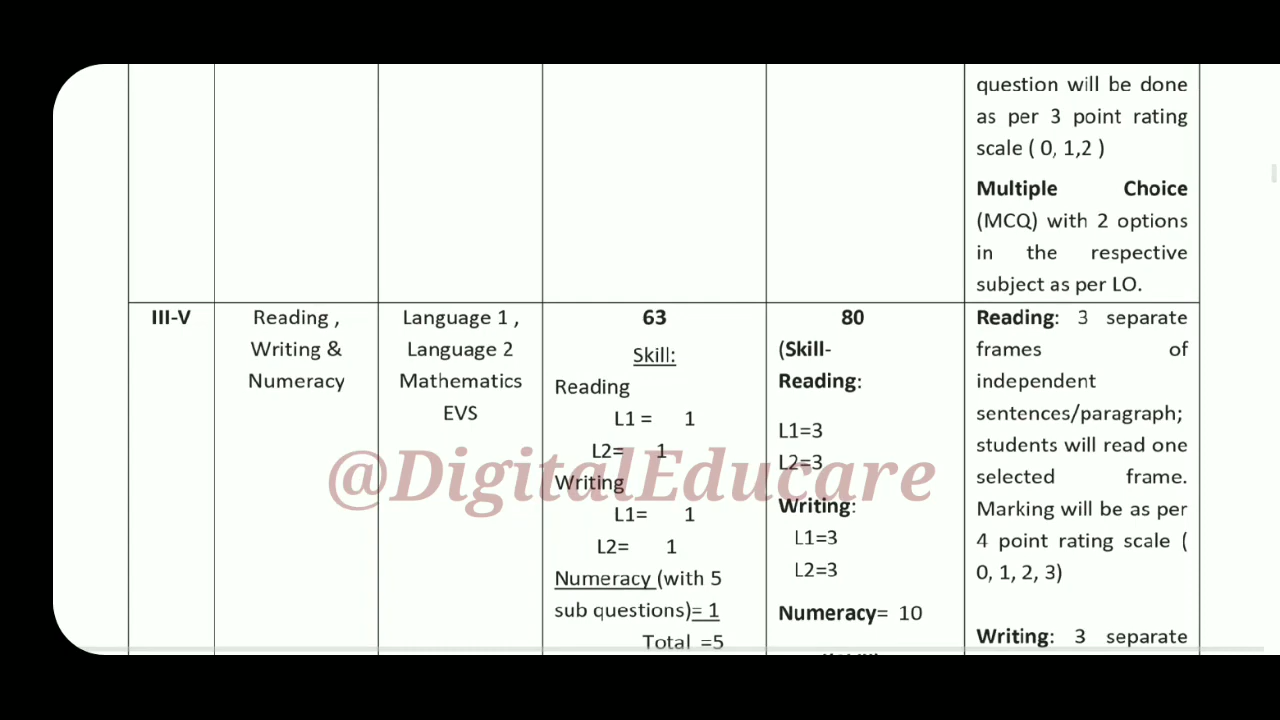 question will be done
as per 3 point rating
scale ( 0, 1,2 )
Multiple Choice
(MCQ) with 2 options
in the respective
subject as per LO.
III-V
Reading ,
Writing &
Numeracy
Language 1 ,
Language 2
Mathematics
EVS
63
Skill:
Reading
L1 = 1
L2= 1
Writing
L1= 1
L2= 1
Numeracy (with 5
sub questions)= 1
Total =5
80
(Skill-
Reading:
L1=3
L2=3
Writing:
L1=3
L2=3
Numeracy= 10
Reading: 3 separate
frames of
independent
sentences/paragraph;
students will read one
selected frame.
Marking will be as per
4 point rating scale (
0, 1, 2, 3)
Writing: 3 separate
@DigitalEducare